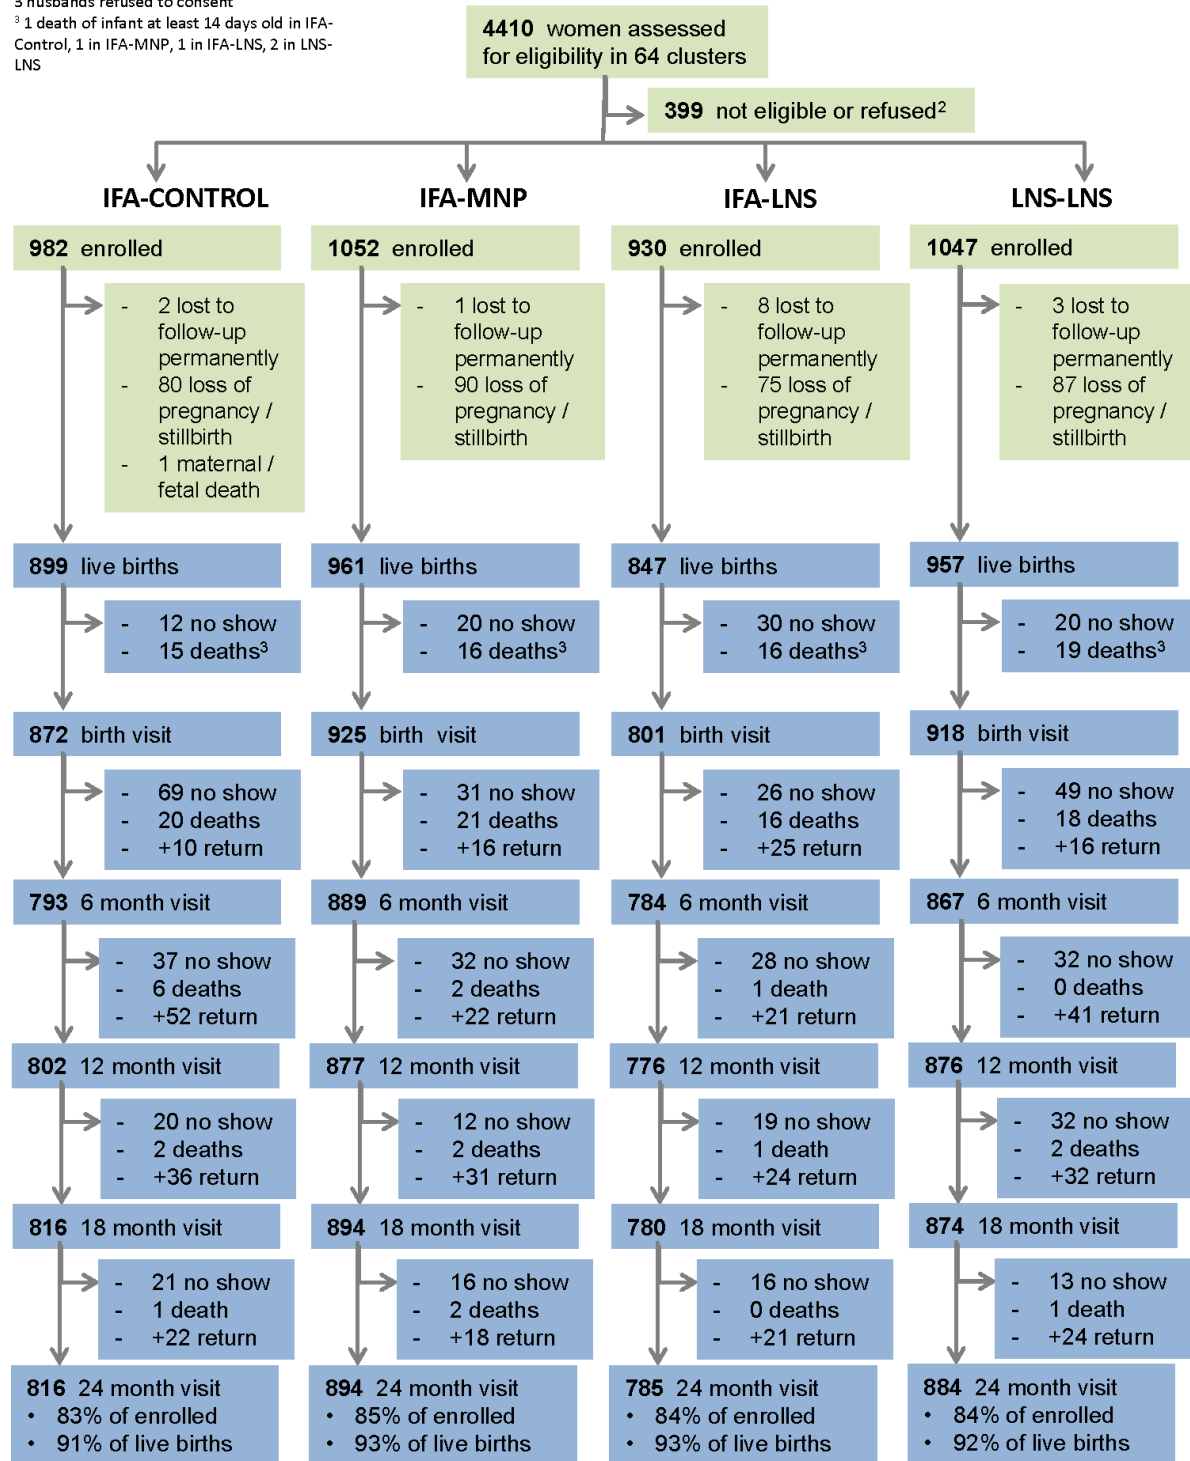 3 husbands refused to consent
³ 1 death of infant at least 14 days old in IFA-
Control, 1 in IFA-MNP, 1 in IFA-LNS, 2 in LNS-
LNS
4410 women assessed
for eligibility in 64 clusters
399 not eligible or refused²
IFA-CONTROL
982 enrolled
- 2 lost to
follow-up
permanently
- 80 loss of
pregnancy /
stillbirth
- 1 maternal /
fetal death
899 live births
- 12 no show
- 15 deaths³
872 birth visit
- 69 no show
- 20 deaths
- +10 return
793 6 month visit
- 37 no show
- 6 deaths
- +52 return
802 12 month visit
- 20 no show
- 2 deaths
- +36 return
816 18 month visit
- 21 no show
- 1 death
- +22 return
816 24 month visit
• 83% of enrolled
• 91% of live births
IFA-MNP
1052 enrolled
- 1 lost to
follow-up
permanently
- 90 loss of
pregnancy /
stillbirth
961 live births
- 20 no show
- 16 deaths³
925 birth visit
- 31 no show
- 21 deaths
- +16 return
889 6 month visit
- 32 no show
- 2 deaths
- +22 return
877 12 month visit
- 12 no show
- 2 deaths
- +31 return
894 18 month visit
- 16 no show
- 2 deaths
- +18 return
894 24 month visit
• 85% of enrolled
• 93% of live births
IFA-LNS
930 enrolled
- 8 lost to
follow-up
permanently
- 75 loss of
pregnancy /
stillbirth
847 live births
- 30 no show
- 16 deaths³
801 birth visit
- 26 no show
- 16 deaths
- +25 return
784 6 month visit
- 28 no show
- 1 death
- +21 return
776 12 month visit
- 19 no show
- 1 death
- +24 return
780 18 month visit
- 16 no show
- 0 deaths
- +21 return
785 24 month visit
• 84% of enrolled
• 93% of live births
LNS-LNS
1047 enrolled
- 3 lost to
follow-up
permanently
- 87 loss of
pregnancy /
stillbirth
957 live births
- 20 no show
- 19 deaths³
918 birth visit
- 49 no show
- 18 deaths
- +16 return
867 6 month visit
- 32 no show
- 0 deaths
- +41 return
876 12 month visit
- 32 no show
- 2 deaths
- +32 return
874 18 month visit
- 13 no show
- 1 death
- +24 return
884 24 month visit
• 84% of enrolled
• 92% of live births